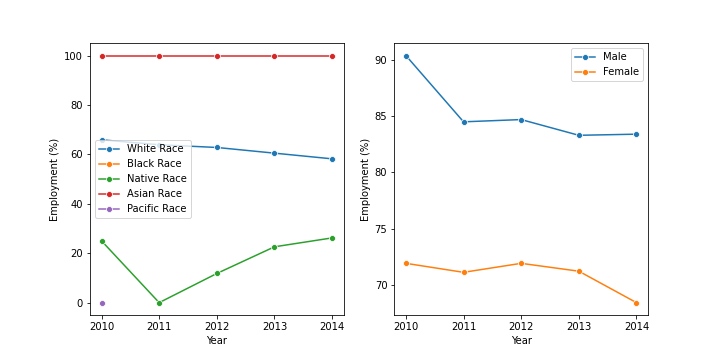 Employment (%)
100
80
60
40
20
0
White Race
Black Race
Native Race
Asian Race
Pacific Race
2010 2011 2012 2013 2014
Year
Employment (%)
90
85
80
75
70
Male
Female
2010 2011 2012 2013 2014
Year